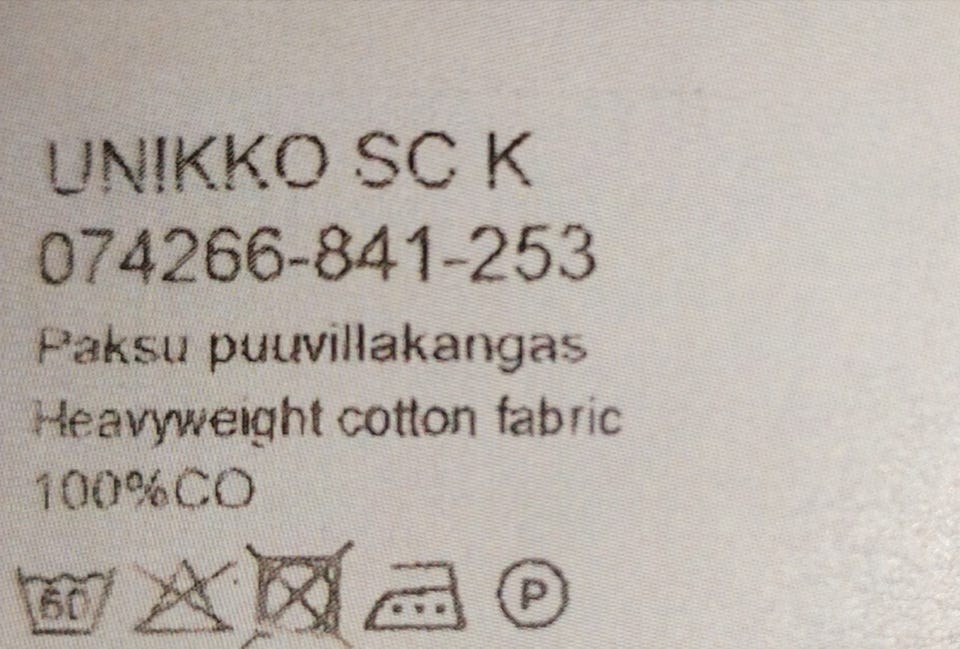 UNIKKO SC K
074266-841-253
Paksu puuvillakangas
Heavyweight cotton fabric
100%CO
60 P